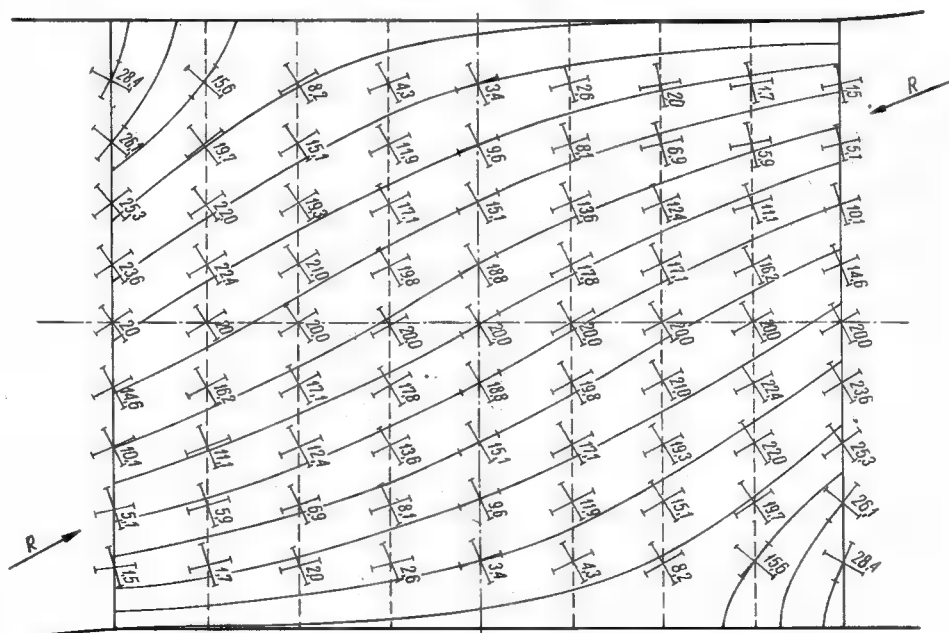 28,4 15,6 8,2 4,3 3,4 2,6 2,0 1,7 1,5 R
26,1 19,7 15,1 11,9 9,6 8,1 6,9 5,9 5,1
25,3 22,0 19,3 17,1 15,1 13,6 12,4 11,1 10,1
23,6 22,4 21,0 19,8 18,8 17,8 17,1 16,2 14,6
20 20 20,0 20,0 20,0 20,0 20,0 20,0 20,0
14,6 16,2 17,1 17,8 18,8 19,8 21,0 22,4 23,6
10,1 11,1 12,4 13,6 15,1 17,1 19,3 22,0 25,3
5,1 5,9 6,9 8,1 9,6 11,9 15,1 19,7 26,1
R 1,5 1,7 2,0 2,6 3,4 4,3 8,2 15,6 28,4